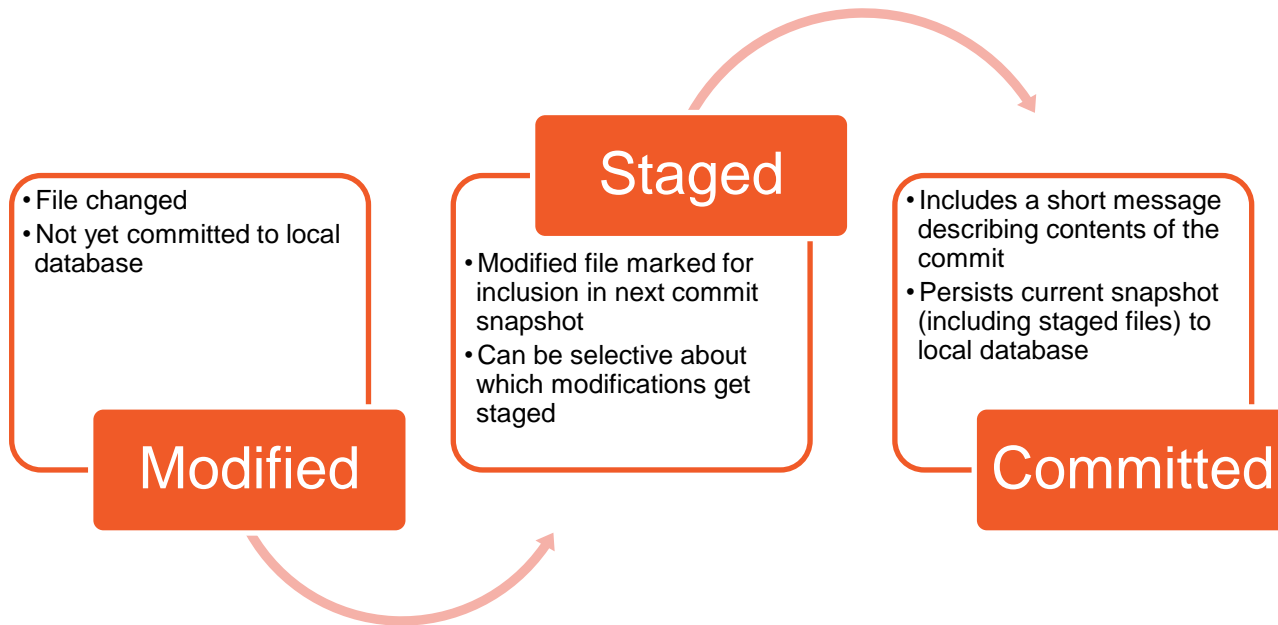 • File changed
• Not yet committed to local
database
Modified
Staged
• Modified file marked for
inclusion in next commit
snapshot
• Can be selective about
which modifications get
staged
• Includes a short message
describing contents of the
commit
• Persists current snapshot
(including staged files) to
local database
Committed